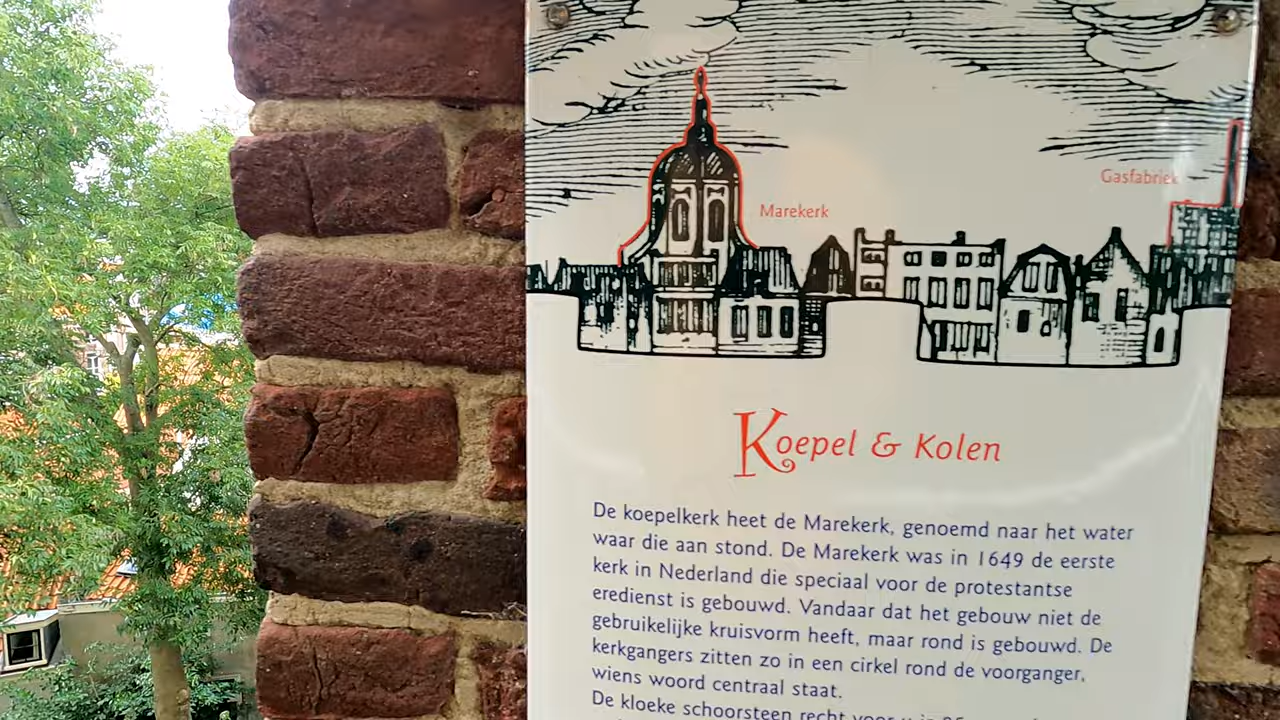 Marekerk
Gasfabriek
Koepel & Kolen
De koepelkerk heet de Marekerk, genoemd naar het water
waar die aan stond. De Marekerk was in 1649 de eerste
kerk in Nederland die speciaal voor de protestantse
eredienst is gebouwd. Vandaar dat het gebouw niet de
gebruikelijke kruisvorm heeft, maar rond is gebouwd. De
kerkgangers zitten zo in een cirkel rond de voorganger,
wiens woord centraal staat.
De kloeke schoorsteen recht voor u is